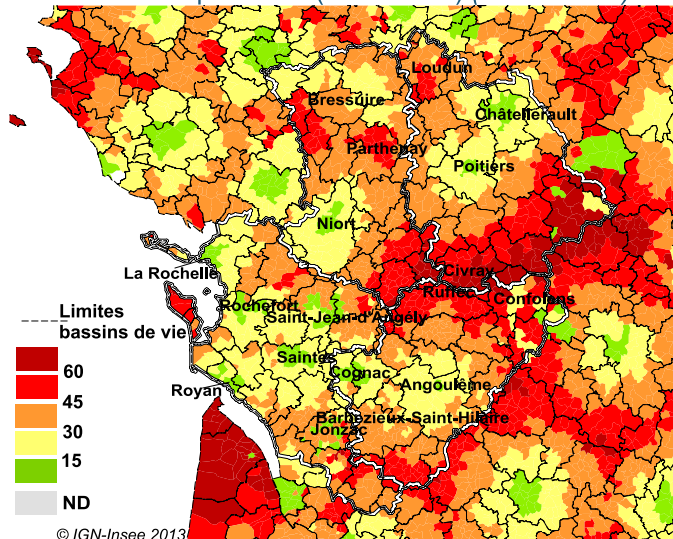 Loudun
Bressuire
Châtellerault
Parthenay
Poitiers
Niort
La Rochelle
Civray
Ruffec
Confolens
Rochefort
Saint-Jean-d'Angély
Limites
bassins de vie
Saintes
Cognac
Royan
Angoulême
60
45
Barbezieux-Saint-Hilaire
Jonzac
30
15
ND
© IGN-Insee 2013